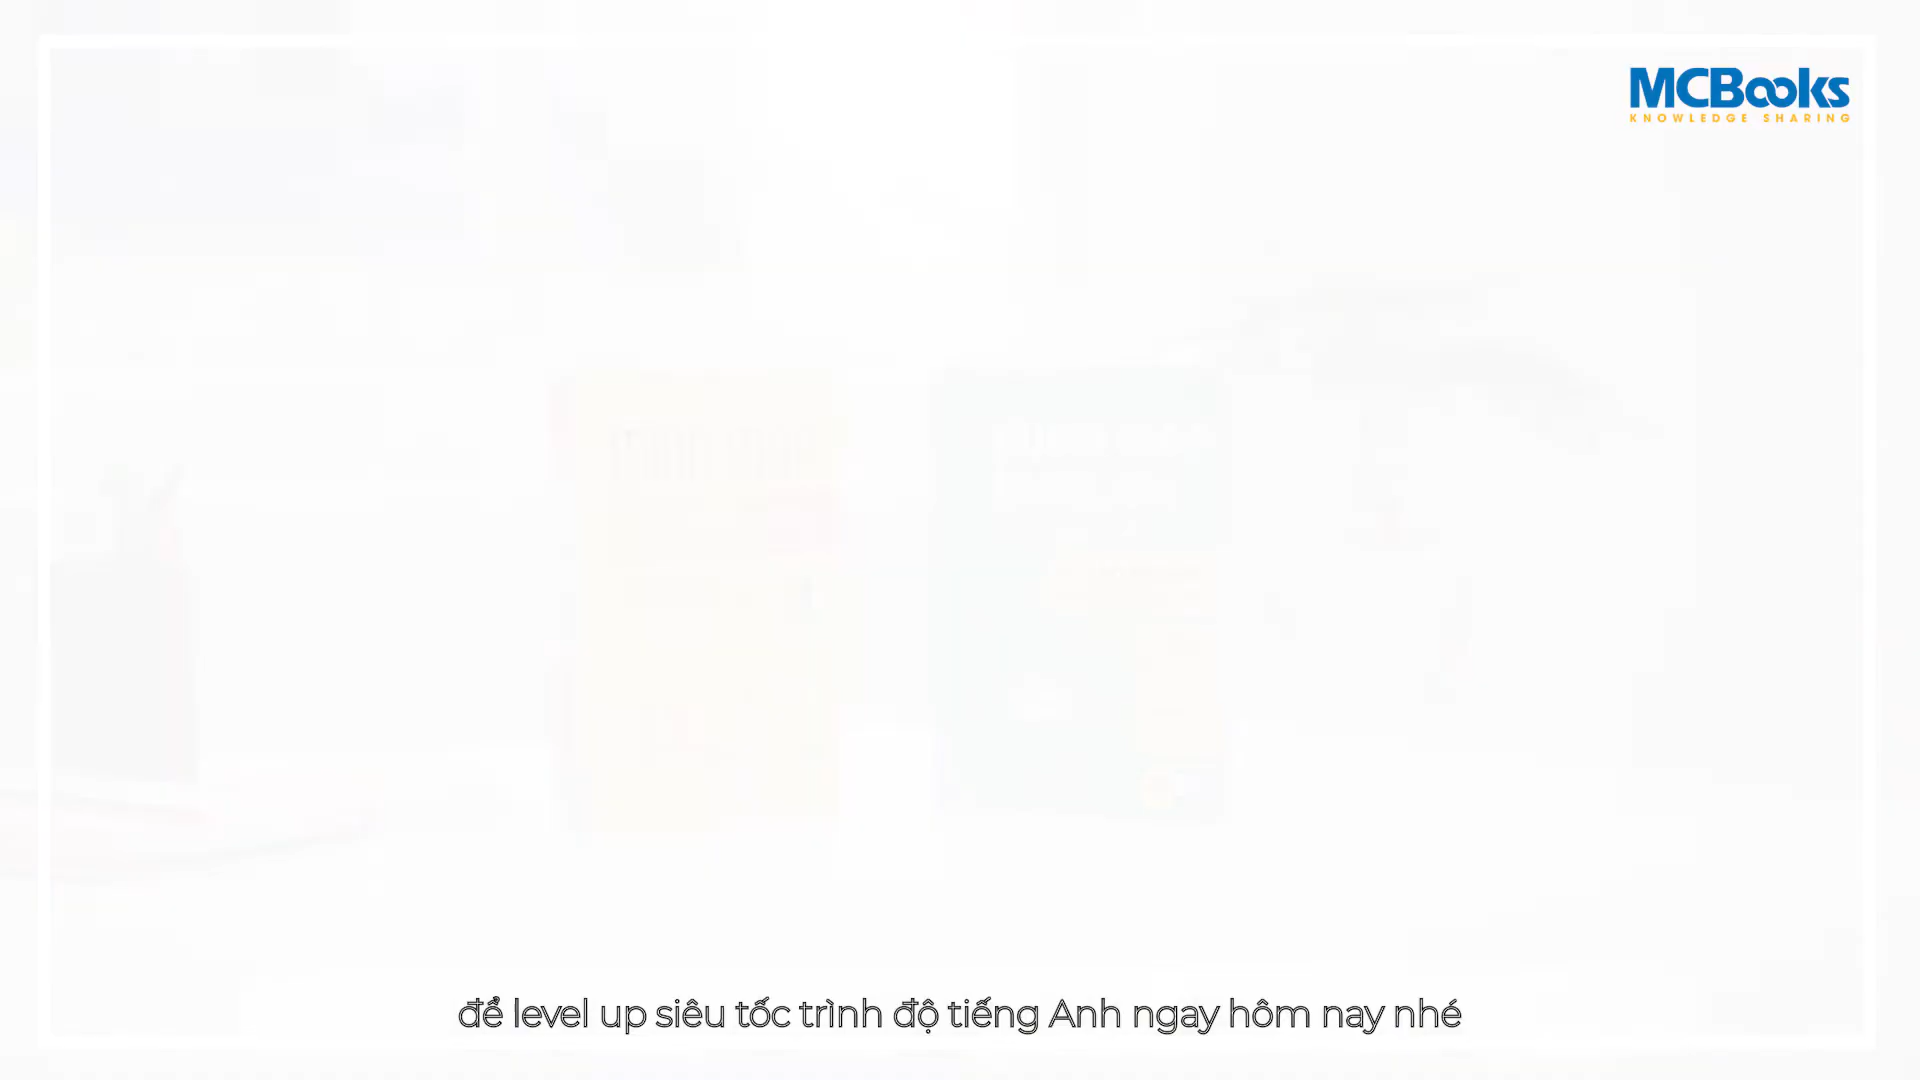 MCBooks
KNOWLEDGE SHARING
để level up siêu tốc trình độ tiếng Anh ngay hôm nay nhé